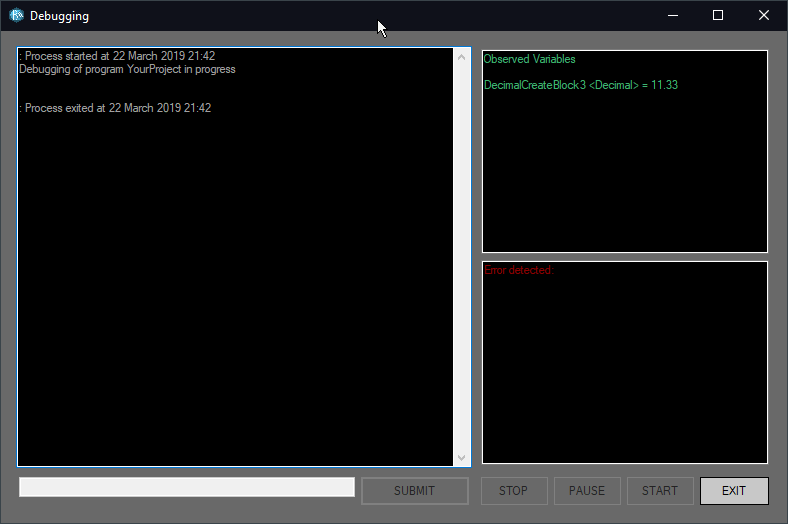 Debugging
: Process started at 22 March 2019 21:42
Debugging of program YourProject in progress
: Process exited at 22 March 2019 21:42
Observed Variables
DecimalCreateBlock3 <Decimal> = 11.33
Error detected:
SUBMIT
STOP
PAUSE
START
EXIT